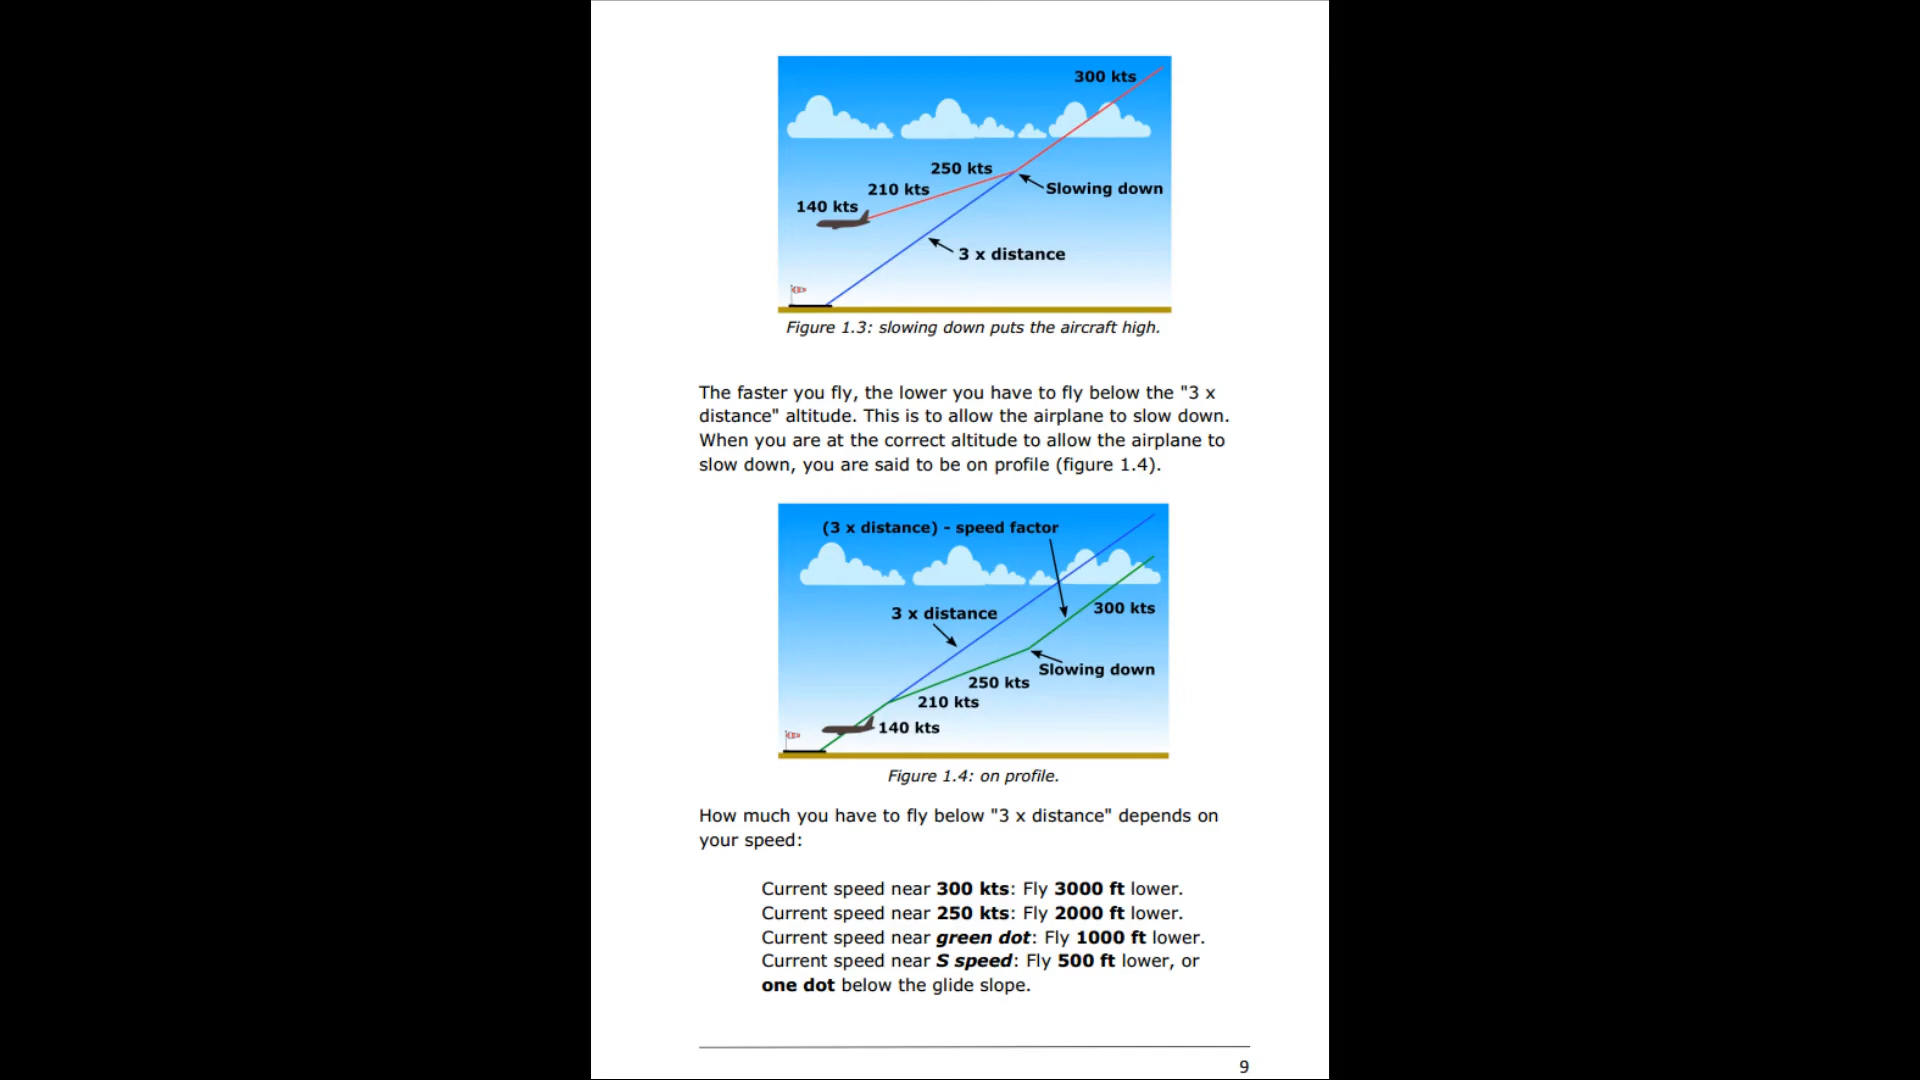 300 kts
250 kts
210 kts
Slowing down
140 kts
3 x distance
Figure 1.3: slowing down puts the aircraft high.
The faster you fly, the lower you have to fly below the "3 x
distance" altitude. This is to allow the airplane to slow down.
When you are at the correct altitude to allow the airplane to
slow down, you are said to be on profile (figure 1.4).
(3 x distance) - speed factor
3 x distance
300 kts
Slowing down
250 kts
210 kts
140 kts
Figure 1.4: on profile.
How much you have to fly below "3 x distance" depends on
your speed:
Current speed near 300 kts: Fly 3000 ft lower.
Current speed near 250 kts: Fly 2000 ft lower.
Current speed near green dot: Fly 1000 ft lower.
Current speed near S speed: Fly 500 ft lower, or
one dot below the glide slope.
9